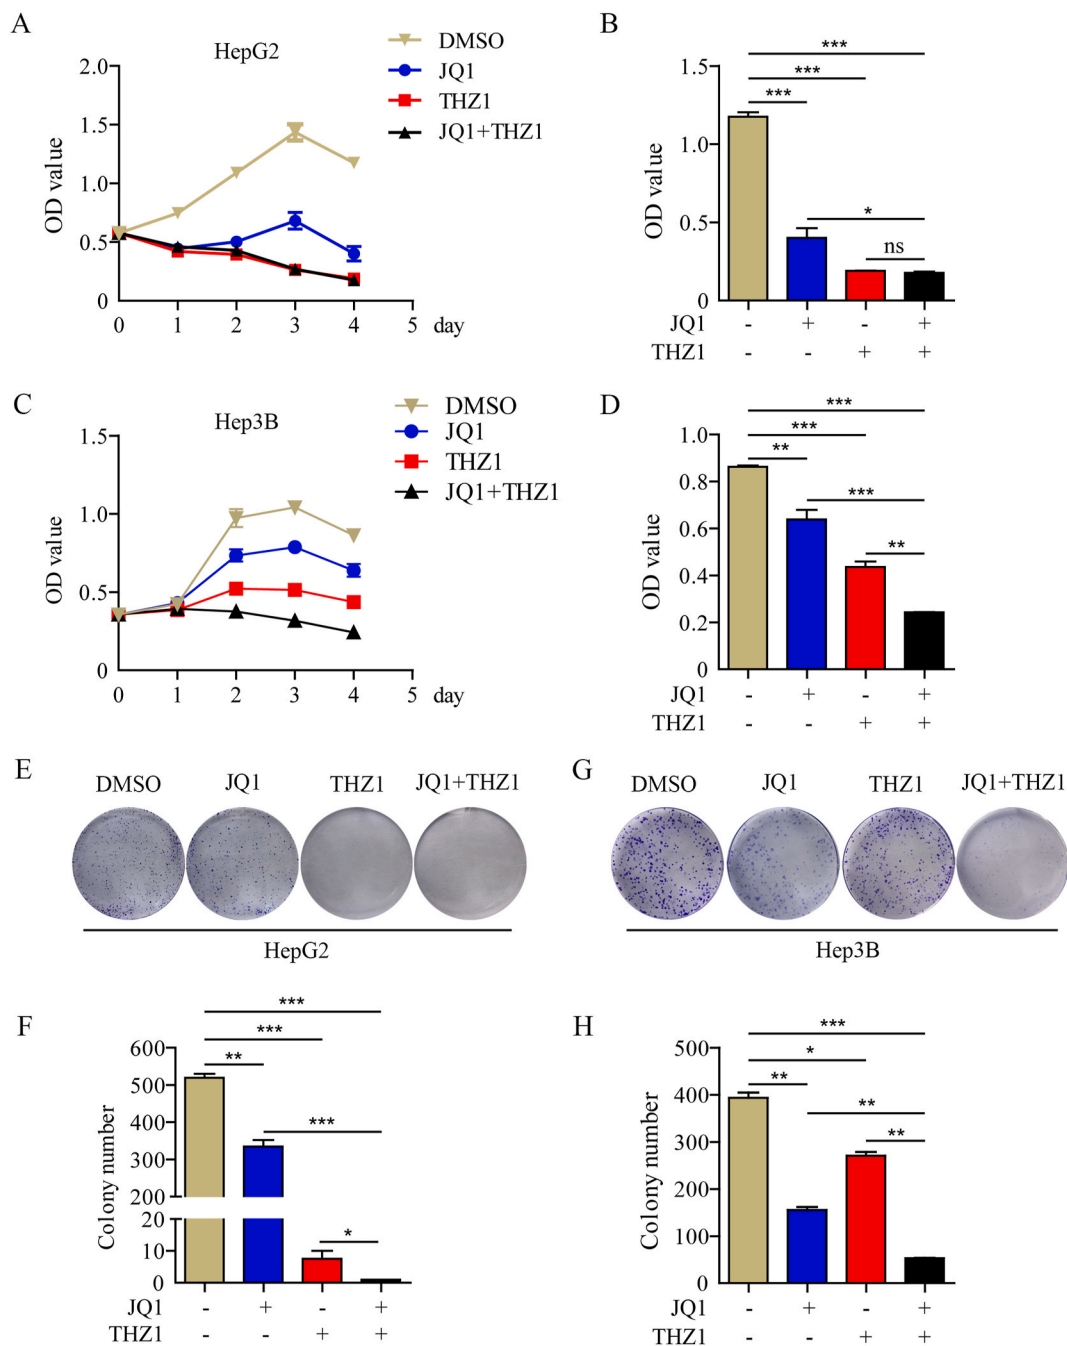 A
HepG2
DMSO
JQ1
THZ1
JQ1+THZ1
2.0
1.5
1.0
0.5
0
OD value
0 1 2 3 4 5 day
B
***
***
***
*
ns
1.5
1.0
0.5
0
OD value
JQ1 - + - +
THZ1 - - + +
C
Hep3B
DMSO
JQ1
THZ1
JQ1+THZ1
1.5
1.0
0.5
0
OD value
0 1 2 3 4 5 day
D
***
***
**
***
**
1.0
0.8
0.6
0.4
0.2
0
OD value
JQ1 - + - +
THZ1 - - + +
E
DMSO JQ1 THZ1 JQ1+THZ1
HepG2
G
DMSO JQ1 THZ1 JQ1+THZ1
Hep3B
F
***
***
**
***
*
600
500
400
300
200
20
10
0
Colony number
JQ1 - + - +
THZ1 - - + +
H
***
*
**
**
**
500
400
300
200
100
0
Colony number
JQ1 - + - +
THZ1 - - + +